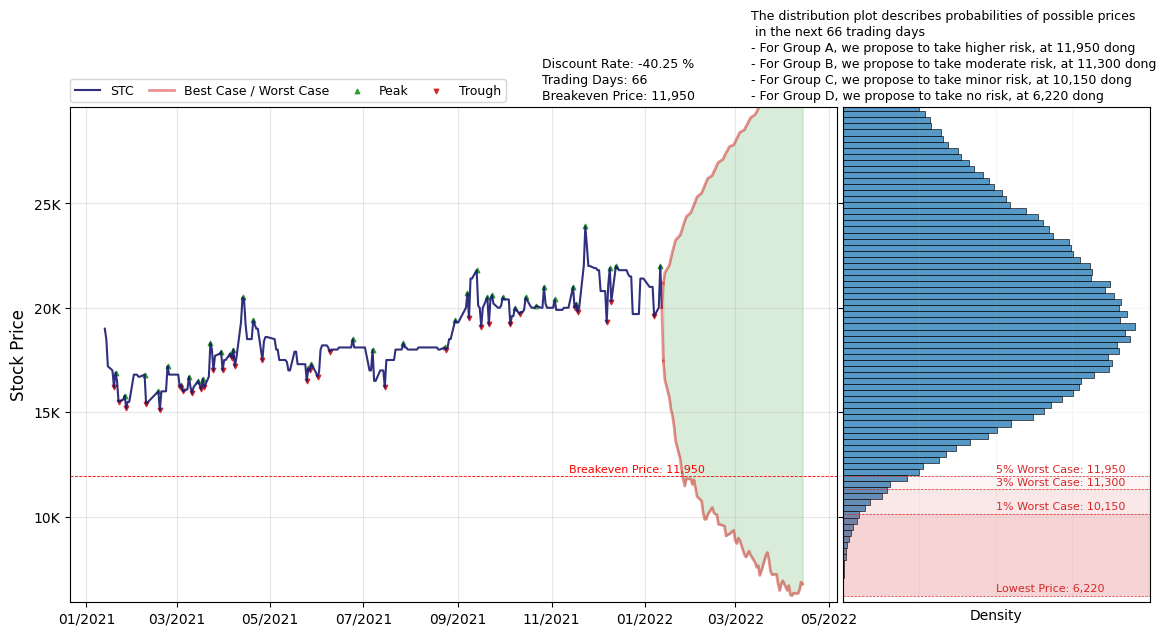 The distribution plot describes probabilities of possible prices
in the next 66 trading days
- For Group A, we propose to take higher risk, at 11,950 dong
- For Group B, we propose to take moderate risk, at 11,300 dong
- For Group C, we propose to take minor risk, at 10,150 dong
- For Group D, we propose to take no risk, at 6,220 dong
Discount Rate: -40.25 %
Trading Days: 66
Breakeven Price: 11,950
STC
Best Case / Worst Case
Peak
Trough
Stock Price
25K
20K
15K
10K
Breakeven Price: 11,950
5% Worst Case: 11,950
3% Worst Case: 11,300
1% Worst Case: 10,150
Lowest Price: 6,220
01/2021 03/2021 05/2021 07/2021 09/2021 11/2021 01/2022 03/2022 05/2022
Density